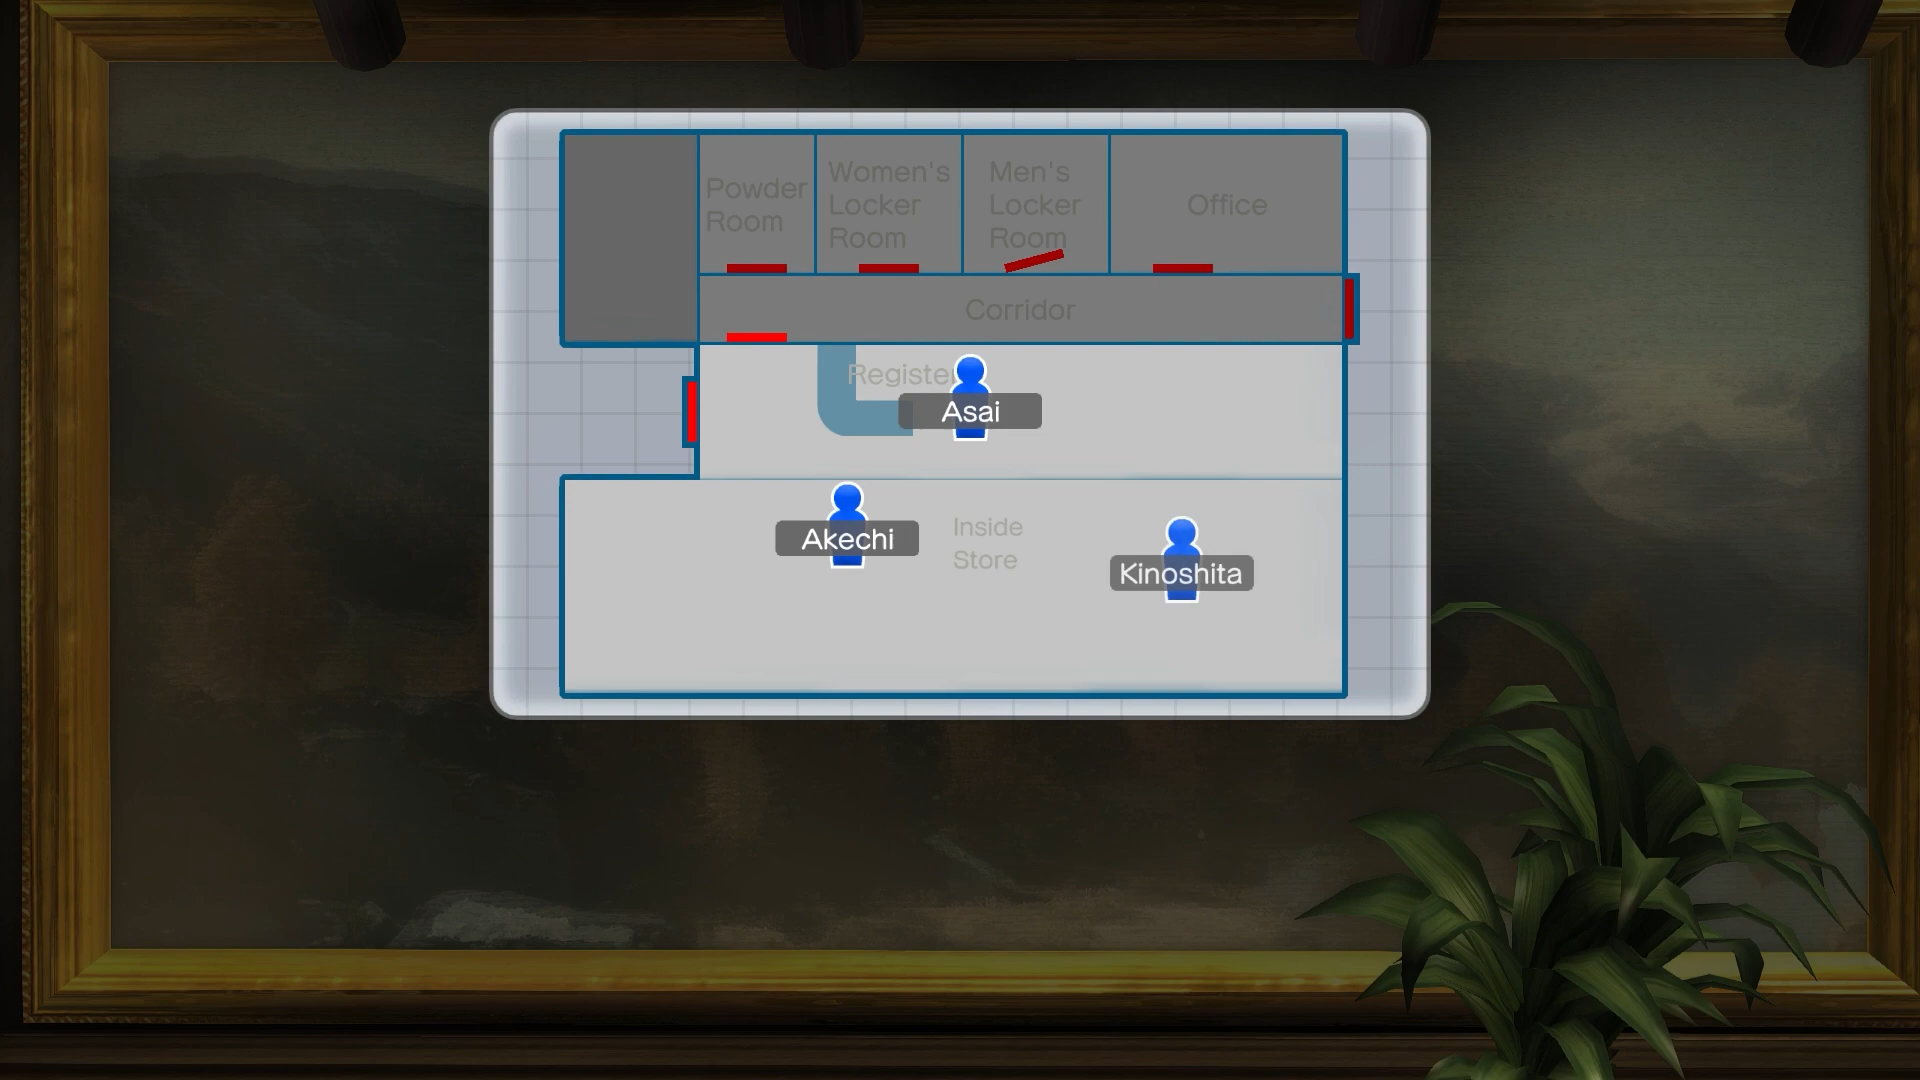 Powder
Room
Women's
Locker
Room
Men's
Locker
Room
Office
Corridor
Register
Asai
Akechi
Inside
Store
Kinoshita